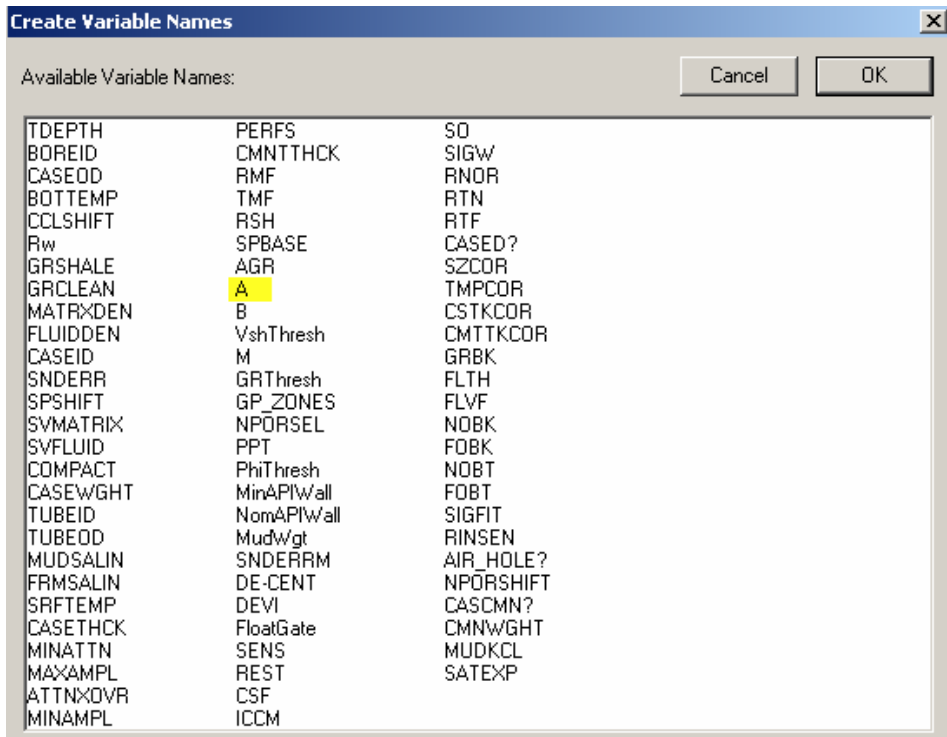 Create Variable Names
Available Variable Names:
Cancel
OK
TDEPTH PERFS SO
BOREID CMNTTHCK SIGW
CASEOD RMF RNOR
BOTTEMP TMF RTN
CCLSHIFT RSH RTF
Rw SPBASE CASED?
GRSHALE AGR SZCOR
GRCLEAN A TMPCOR
MATRXDEN B CSTKCOR
FLUIDDEN VshThresh CMTTKCOR
CASEID M GRBK
SNDERR GRThresh FLTH
SPSHIFT GP_ZONES FLVF
SVMATRIX NPORSEL NOBK
SVFLUID PPT FOBK
COMPACT PhiThresh NOBT
CASEWGHT MinAPIWall FOBT
TUBEID NomAPIWall SIGFIT
TUBEOD MudWgt RINSEN
MUDSALIN SNDERRM AIR_HOLE?
FRMSALIN DE-CENT NPORSHIFT
SRFTEMP DEVI CASCMN?
CASETHCK FloatGate CMNWGHT
MINATTN SENS MUDKCL
MAXAMPL REST SATEXP
ATTNXOVR CSF
MINAMPL ICCM